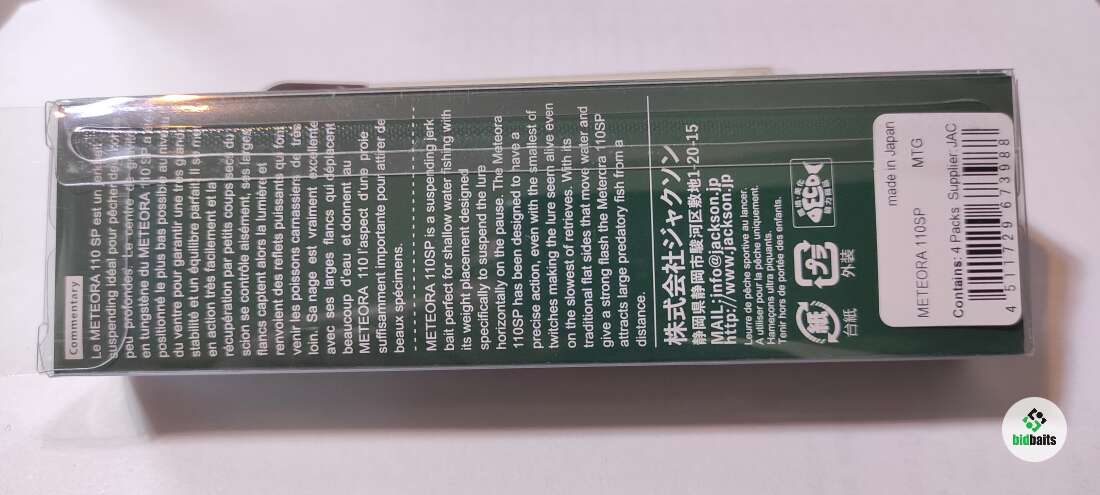 Commentary
Le METEORA 110 SP est un jerkbait
suspending idéal pour pêcher de zones
peu profondes. Le centre de gravité
en tungstène du METEORA 110 SP a été
positionné le plus bas possible au niveau
du ventre pour garantir une très grande
stabilité et un équilibre parfait. Il se met
en action très facilement et la
récupération par petits coups secs du
scion se contrôle aisément, ses larges
flancs captent alors la lumière et
renvoient des reflets puissants qui font
venir les poissons carnassiers de très
loin. Sa nage est vraiment excellente
avec ses larges flancs qui déplacent
beaucoup d'eau et donnent au
METEORA 110 l'aspect d'une proie
suffisamment importante pour attirer de
beaux specimens.
METEORA 110SP is suspending jerk
bait perfect for shallow water fishing with
its weight placement designed
specifically to suspend the lure
horizontally on the pause. The Meteora
110SP has been designed to have a
precise action, even with the smallest of
twitches making the lure seem alive even
on the slowest of retrieves. With its
traditional flat sides that move water and
give a strong flash the Metercra 110SP
attracts large predatory fish from a
distance.
株式会社ジャクソン
静岡県静岡市駿河区敷地1-20-15
MAIL:info@jackson.jp
http://www.jackson.jp
Leurre de pêche sportive au lancer.
A utiliser pour la pêche uniquement.
Hameçons ultra piquants.
Tenir hors de portée des enfants.
紙
台紙
プラ
外装
made in Japan
METEORA 110SP MTG
Contains: 4 Packs Supplier JAC
4 511729 673988
bidbaits